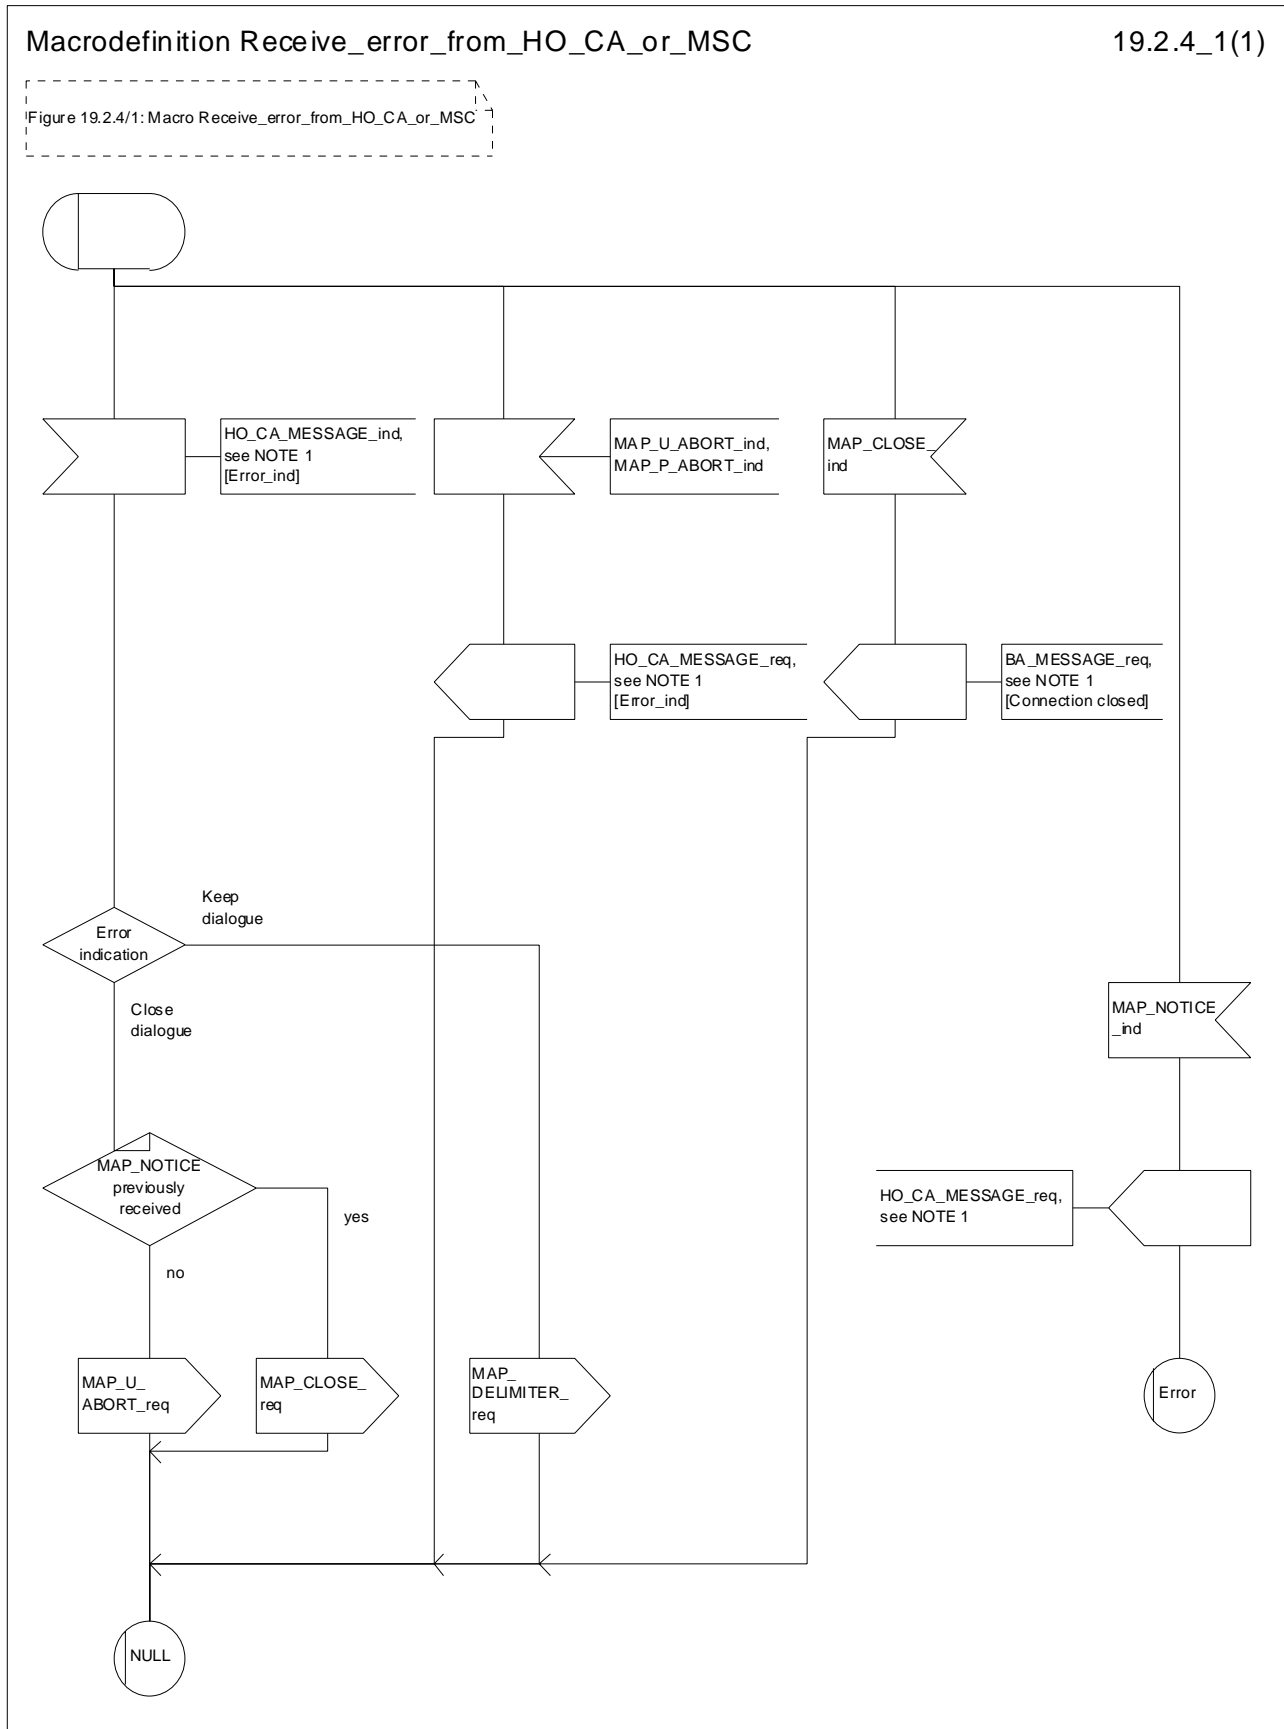 Macrodefinition Receive_error_from_HO_CA_or_MSC
19.2.4_1(1)
Figure 19.2.4/1: Macro Receive_error_from_HO_CA_or_MSC
HO_CA_MESSAGE_ind,
see NOTE 1
[Error_ind]
MAP_U_ABORT_ind,
MAP_P_ABORT_ind
MAP_CLOSE_
ind
HO_CA_MESSAGE_req,
see NOTE 1
[Error_ind]
BA_MESSAGE_req,
see NOTE 1
[Connection closed]
Keep
dialogue
Error
indication
Close
dialogue
MAP_NOTICE
_ind
MAP_NOTICE
previously
received
yes
no
HO_CA_MESSAGE_req,
see NOTE 1
MAP_U_
ABORT_req
MAP_CLOSE_
req
MAP_
DELIMITER_
req
Error
NULL